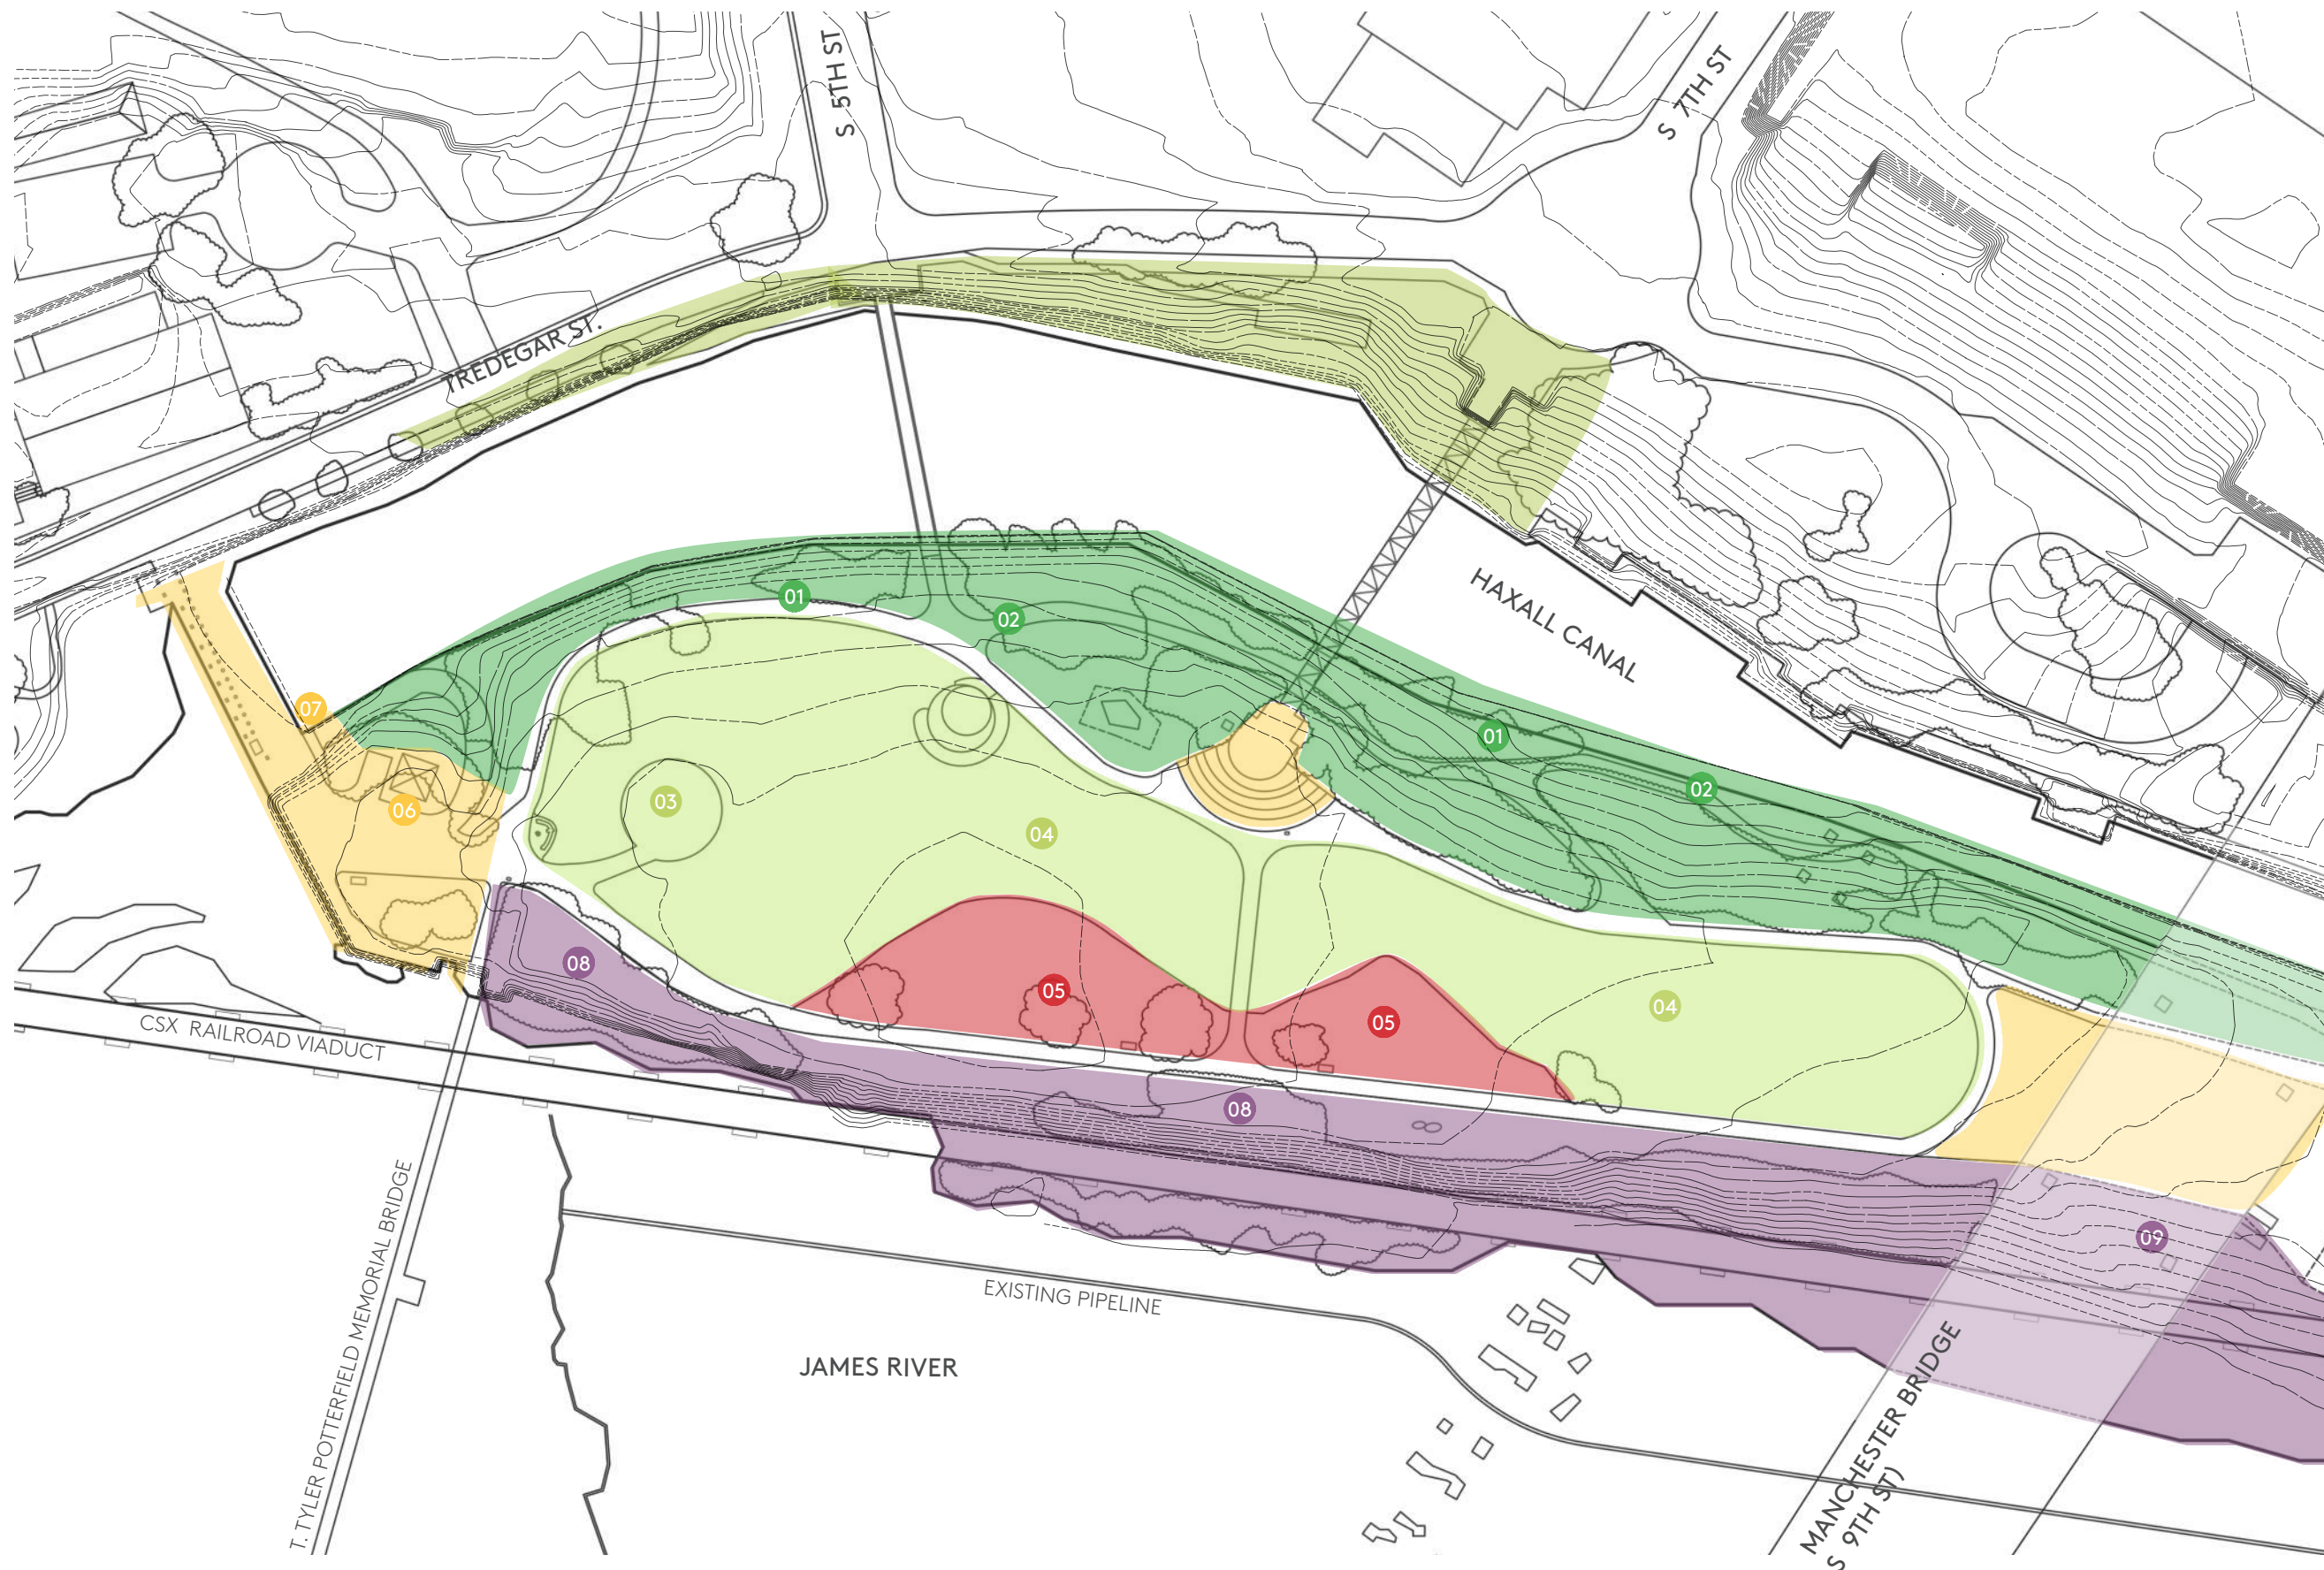 S 5TH ST
S 7TH ST
TREDEGAR ST.
HAXALL CANAL
01
02
07
01
02
06
03
04
08
05
05
04
CSX RAILROAD VIADUCT
08
09
T. TYLER POTTERFIELD MEMORIAL BRIDGE
EXISTING PIPELINE
JAMES RIVER
MANCHESTER BRIDGE
S 9TH ST)